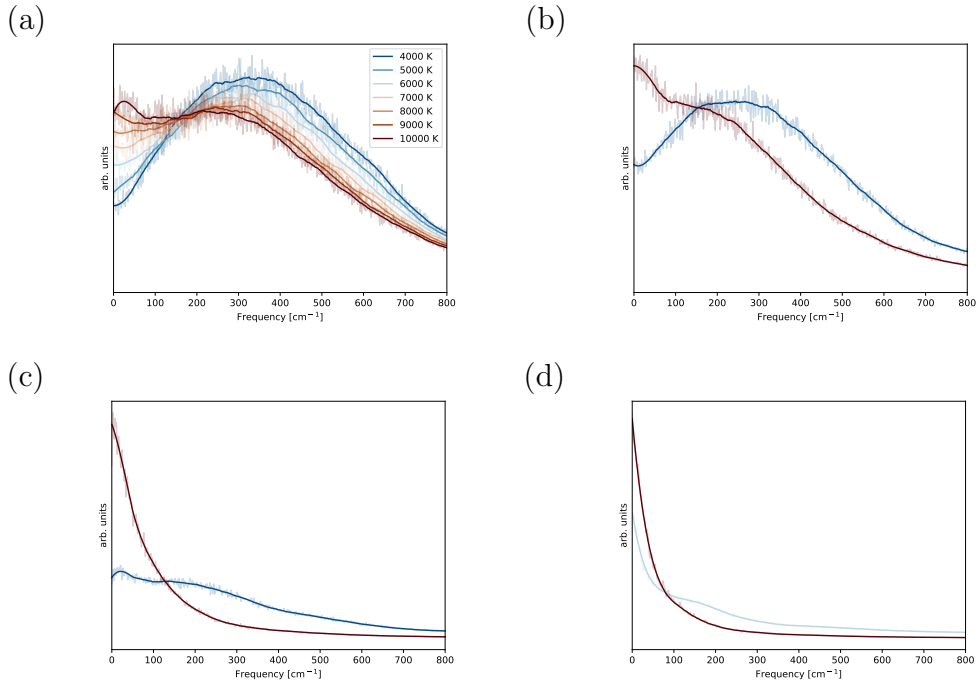 (a)
(b)
arb. units
4000 K
5000 K
6000 K
7000 K
8000 K
9000 K
10000 K
0 100 200 300 400 500 600 700 800
Frequency [cm⁻¹]
arb. units
0 100 200 300 400 500 600 700 800
Frequency [cm⁻¹]
(c)
(d)
arb. units
0 100 200 300 400 500 600 700 800
Frequency [cm⁻¹]
arb. units
0 100 200 300 400 500 600 700 800
Frequency [cm⁻¹]